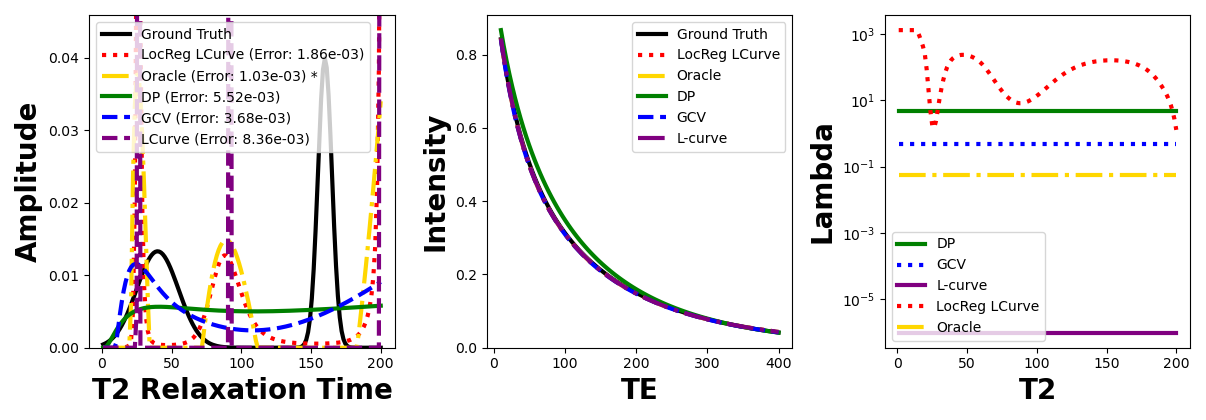 Amplitude
0.04
0.03
0.02
0.01
0.00
Ground Truth
LocReg LCurve (Error: 1.86e-03)
Oracle (Error: 1.03e-03) *
DP (Error: 5.52e-03)
GCV (Error: 3.68e-03)
LCurve (Error: 8.36e-03)
0 50 100 150 200
T2 Relaxation Time
Intensity
0.8
0.6
0.4
0.2
0.0
Ground Truth
LocReg LCurve
Oracle
DP
GCV
L-curve
0 100 200 300 400
TE
Lambda
10³
10¹
10⁻¹
10⁻³
10⁻⁵
DP
GCV
L-curve
LocReg LCurve
Oracle
0 50 100 150 200
T2